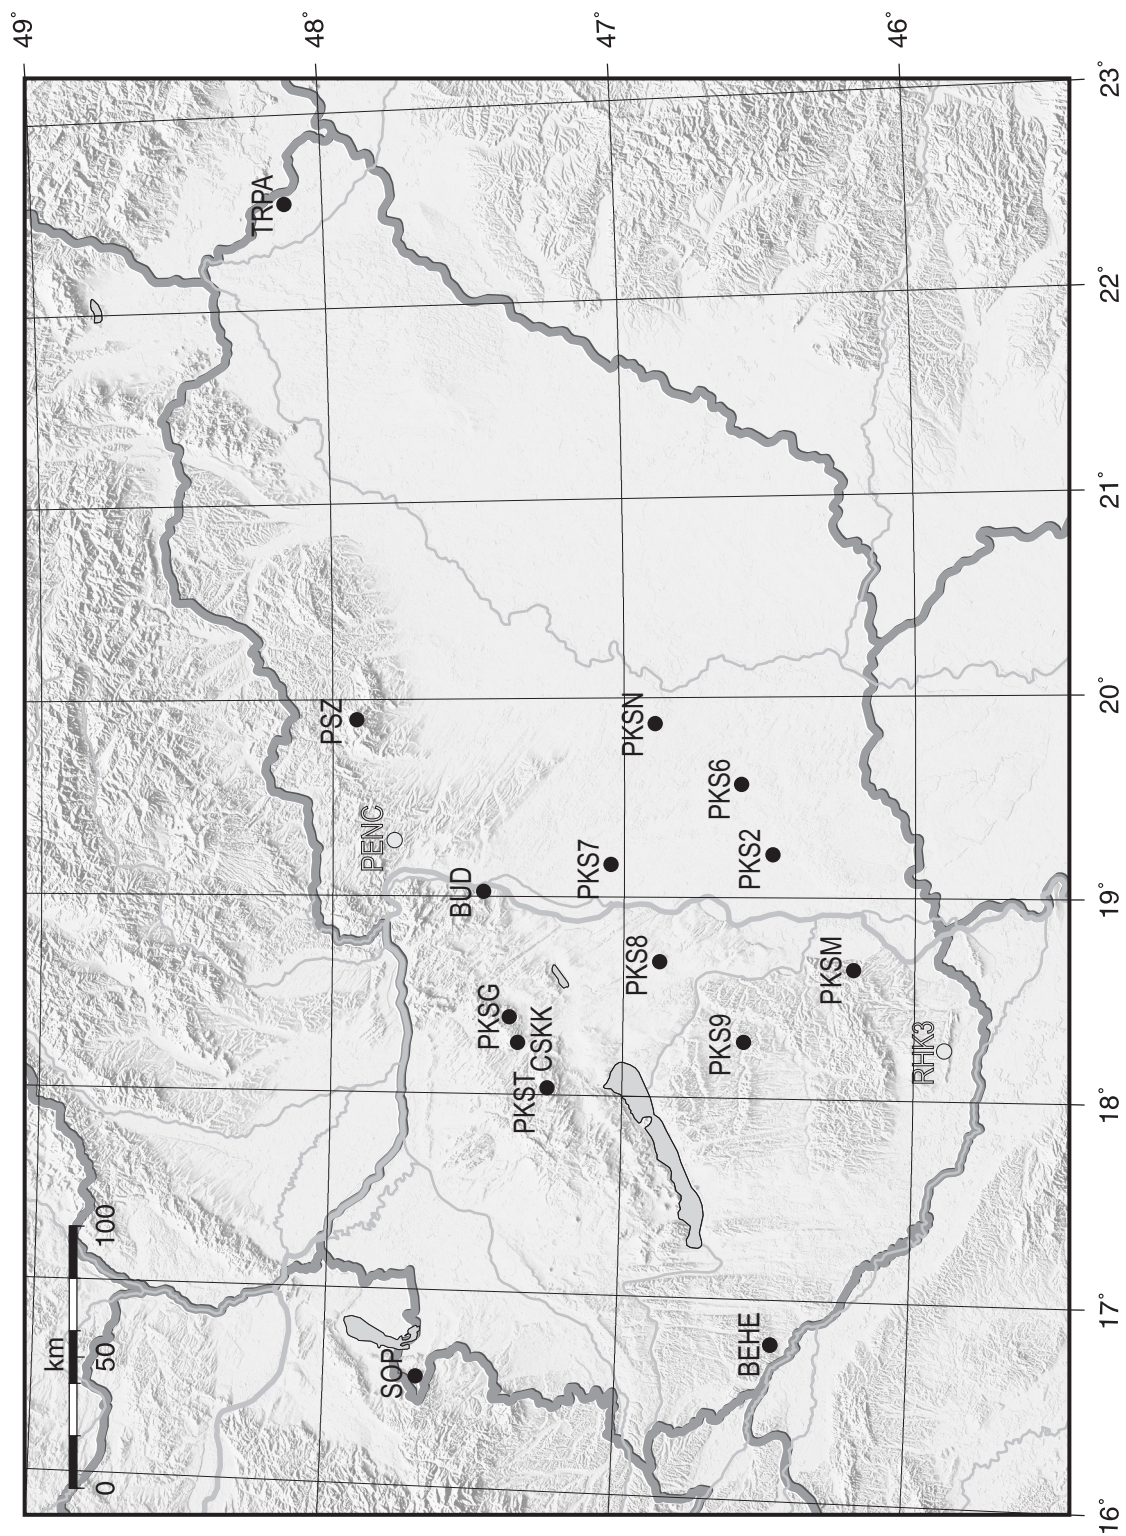 49°
48°
47°
46°
23°
22°
21°
20°
19°
18°
17°
16°
TRPA
PSZ
PKSN
PKS6
PENC
PKS7
PKS2
BUD
PKS8
PKSM
PKSG
CSKK
PKS9
RHK3
PKST
BEHE
SOP
km
0
50
100